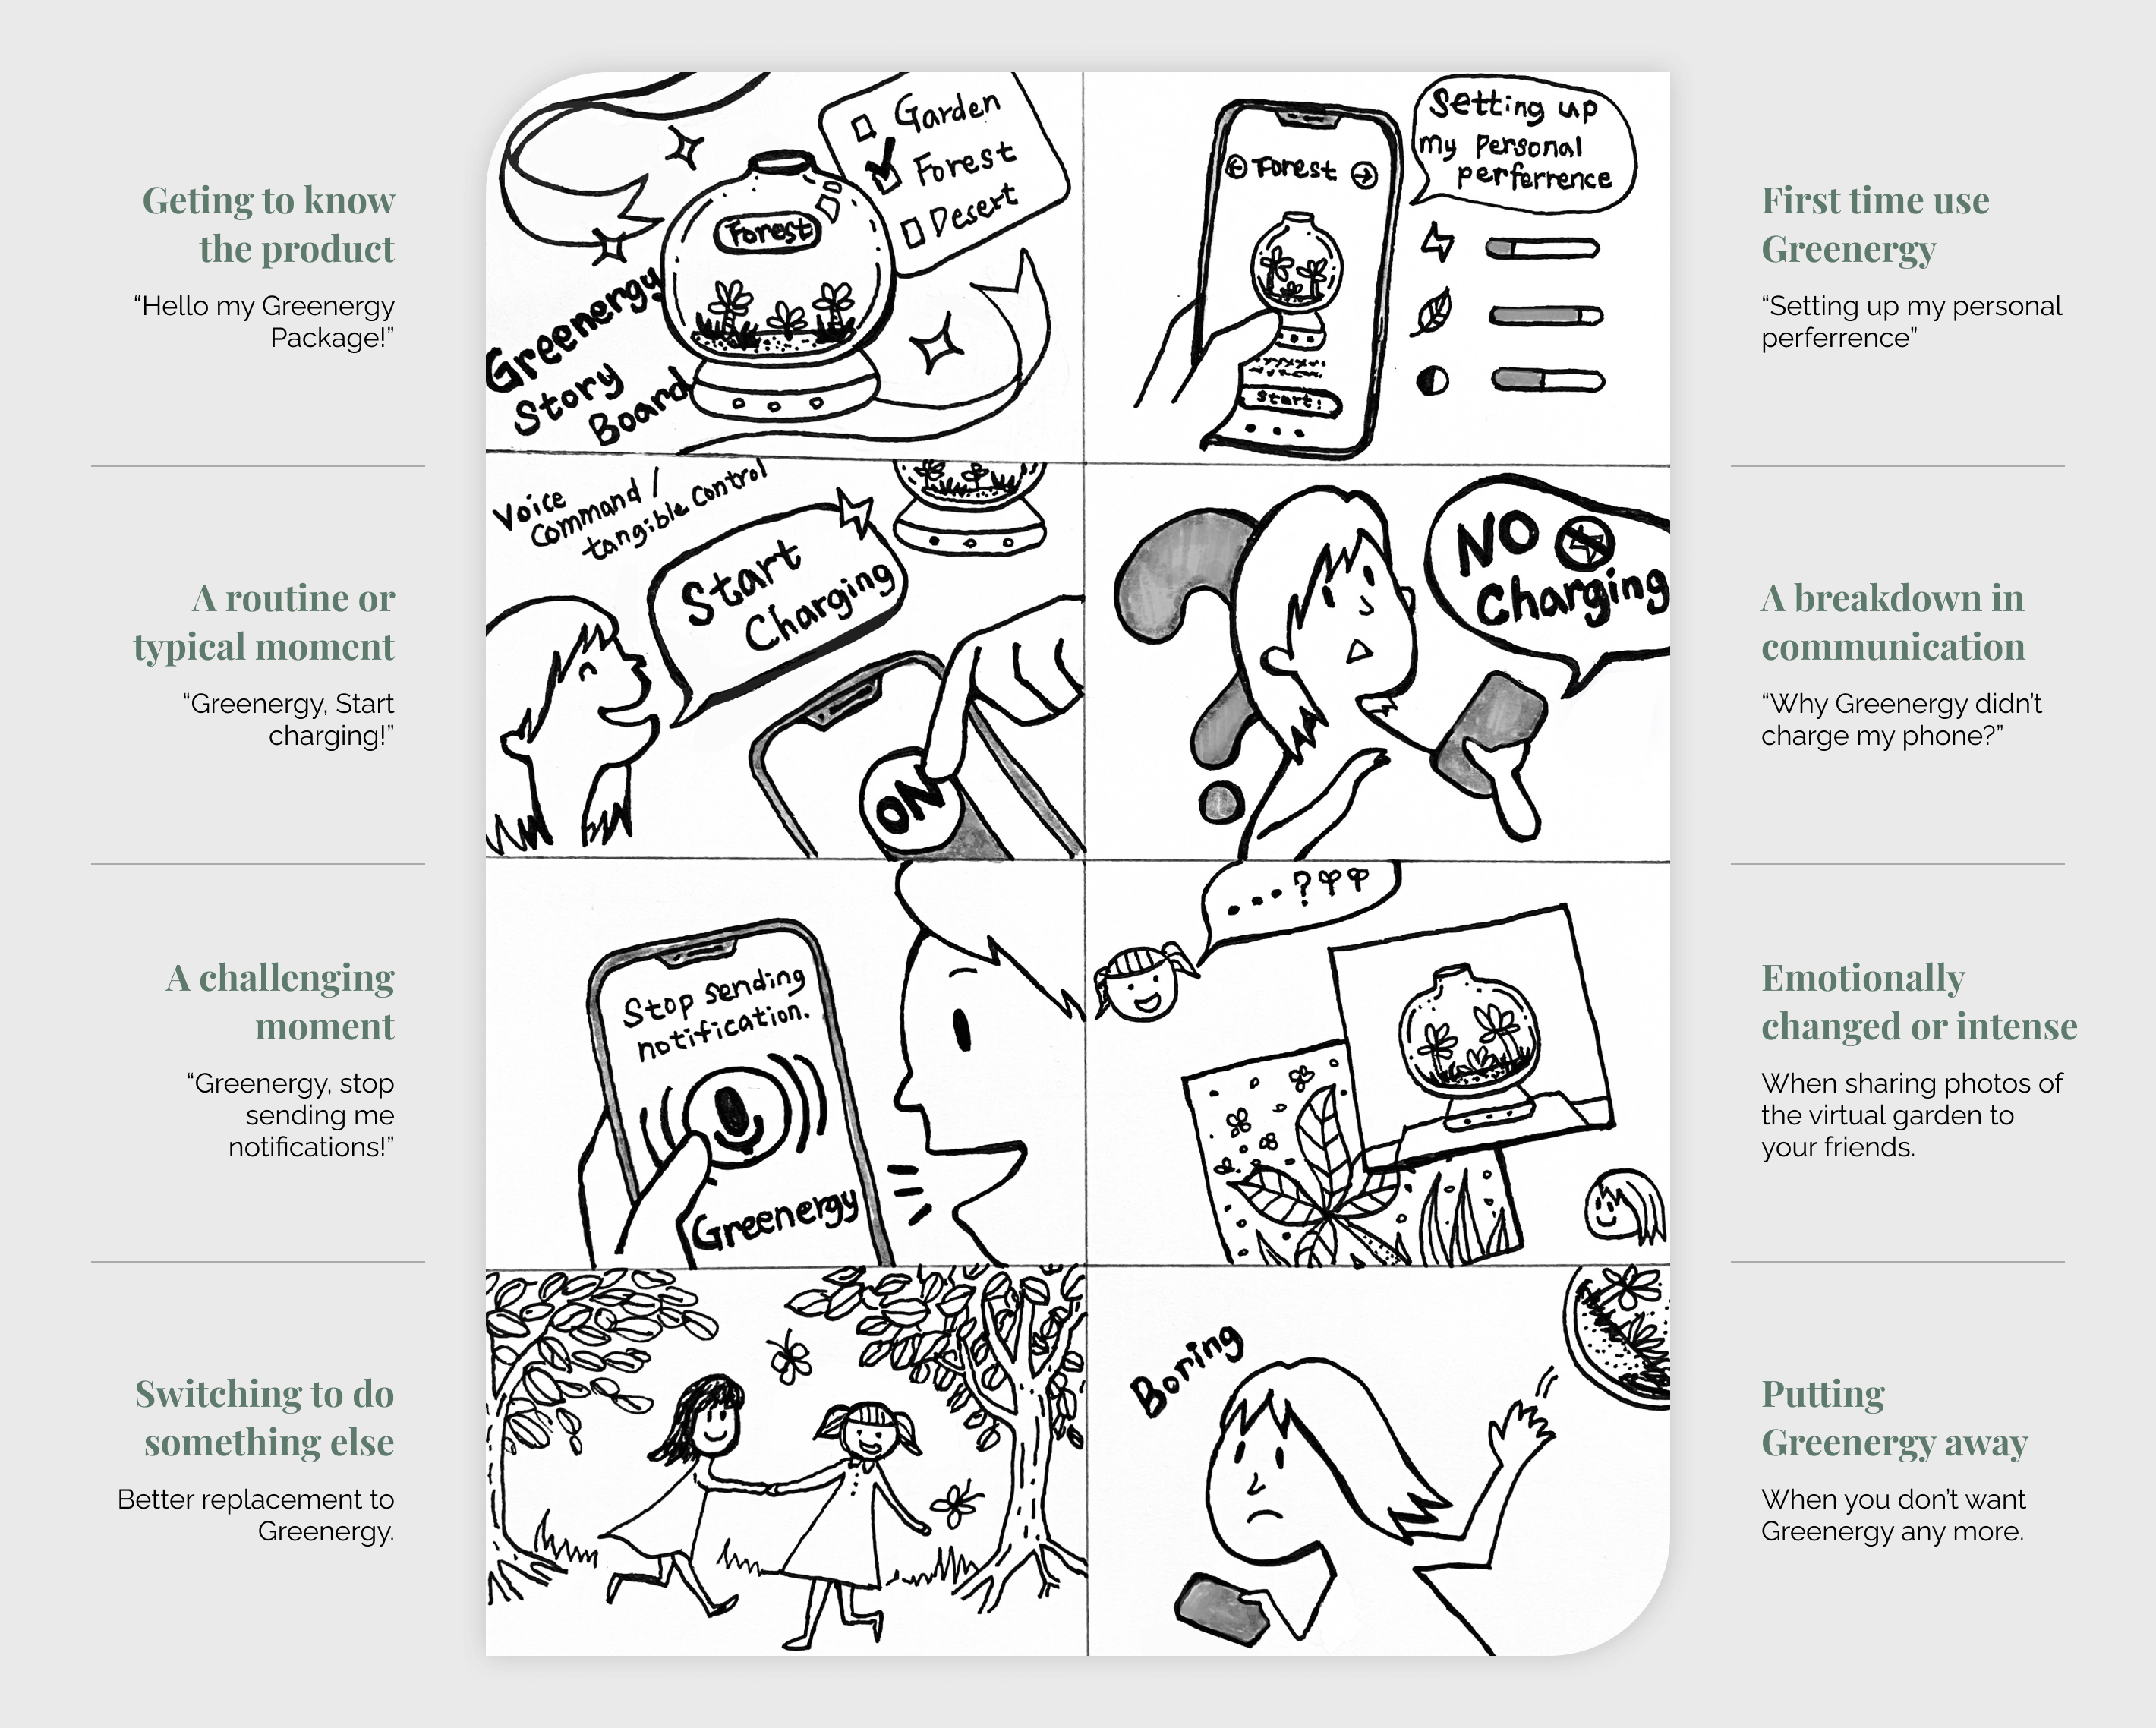 Geting to know
the product
“Hello my Greenergy
Package!”
Garden
Forest
Desert
Forest
Greenergy
Story
Board
Forest
Start!
Setting up
my personal
perferrence
First time use
Greenergy
“Setting up my personal
perferrence”
A routine or
typical moment
“Greenergy, Start
charging!”
Voice
Command /
tangible control
Start
Charging
ON
NO
Charging
A breakdown in
communication
“Why Greenergy didn’t
charge my phone?”
A challenging
moment
“Greenergy, stop
sending me
notifications!”
Stop sending
notification.
Greenergy
...?
Emotionally
changed or intense
When sharing photos of
the virtual garden to
your friends.
Switching to do
something else
Better replacement to
Greenergy.
Boring
Putting
Greenergy away
When you don’t want
Greenergy any more.